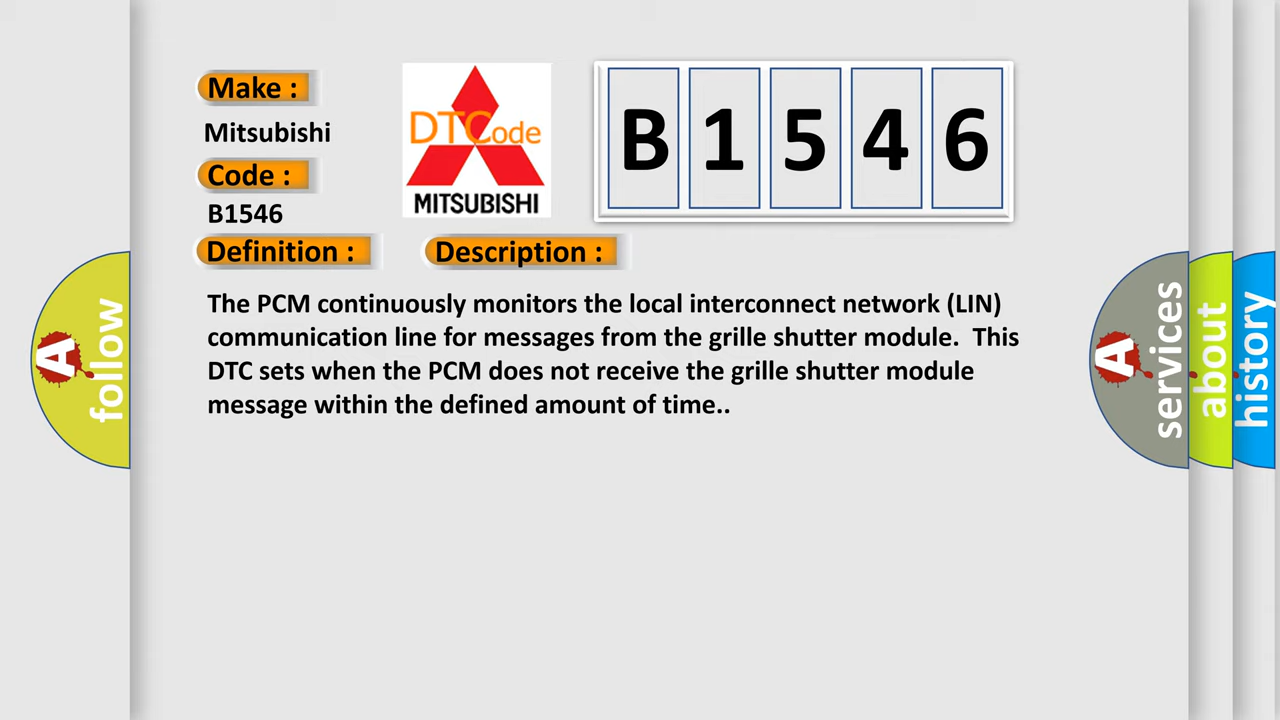 Make :
Mitsubishi
Code :
B1546
Definition :
Description :
DTCode
MITSUBISHI
B 1 5 4 6
The PCM continuously monitors the local interconnect network (LIN)
communication line for messages from the grille shutter module. This
DTC sets when the PCM does not receive the grille shutter module
message within the defined amount of time..
A follow
A services
about
history